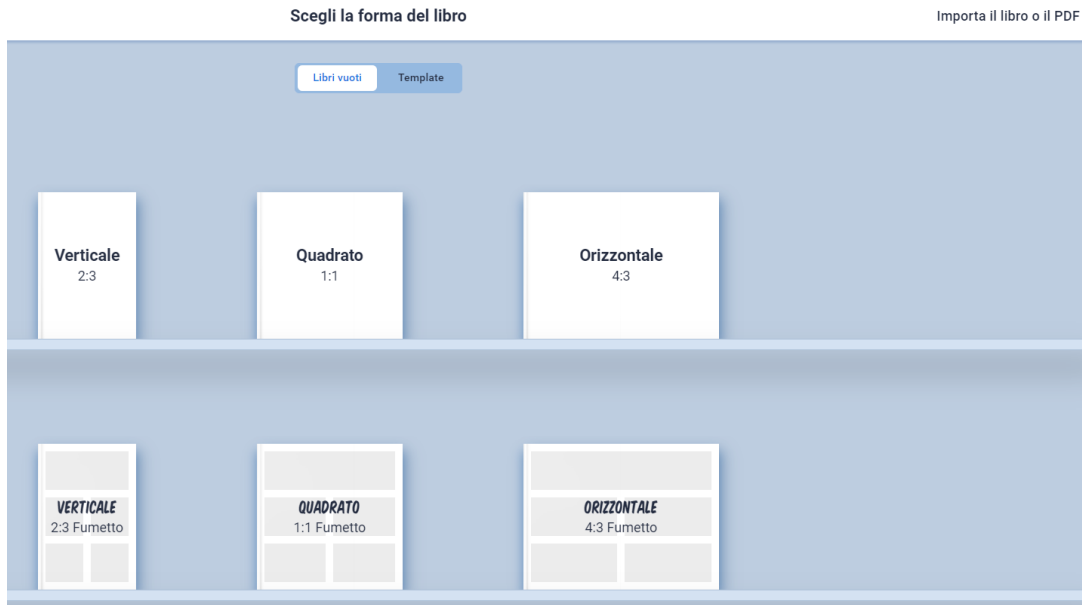 Scegli la forma del libro
Importa il libro o il PDF
Libri vuoti
Template
Verticale
2:3
Quadrato
1:1
Orizzontale
4:3
VERTICALE
2:3 Fumetto
QUADRATO
1:1 Fumetto
ORIZZONTALE
4:3 Fumetto